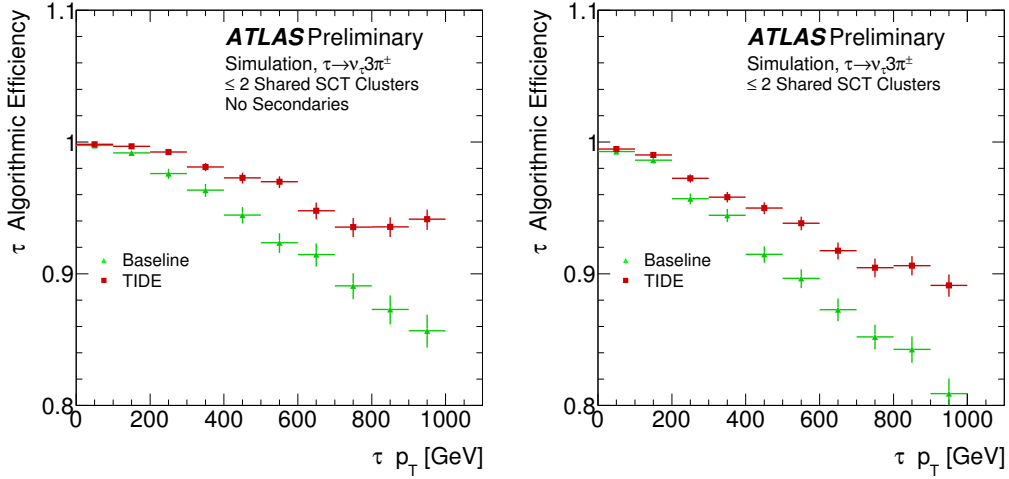 1.1
ATLAS Preliminary
Simulation, τ→ν_τ3π^±
≤ 2 Shared SCT Clusters
No Secondaries
1
0.9
0.8
Baseline
TIDE
τ Algorithmic Efficiency
0 200 400 600 800 1000
τ p_T [GeV]
1.1
ATLAS Preliminary
Simulation, τ→ν_τ3π^±
≤ 2 Shared SCT Clusters
1
0.9
0.8
Baseline
TIDE
τ Algorithmic Efficiency
0 200 400 600 800 1000
τ p_T [GeV]